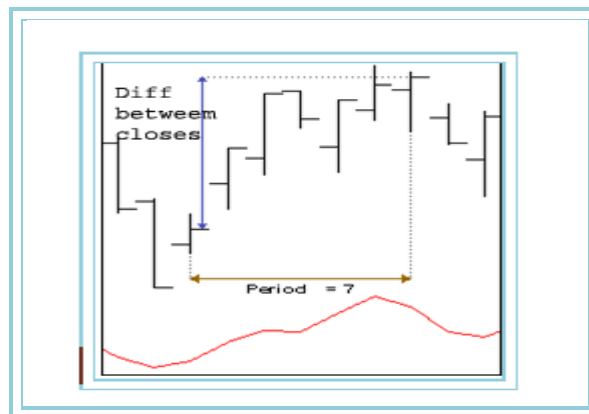 Diff
betweem
closes
Period = 7